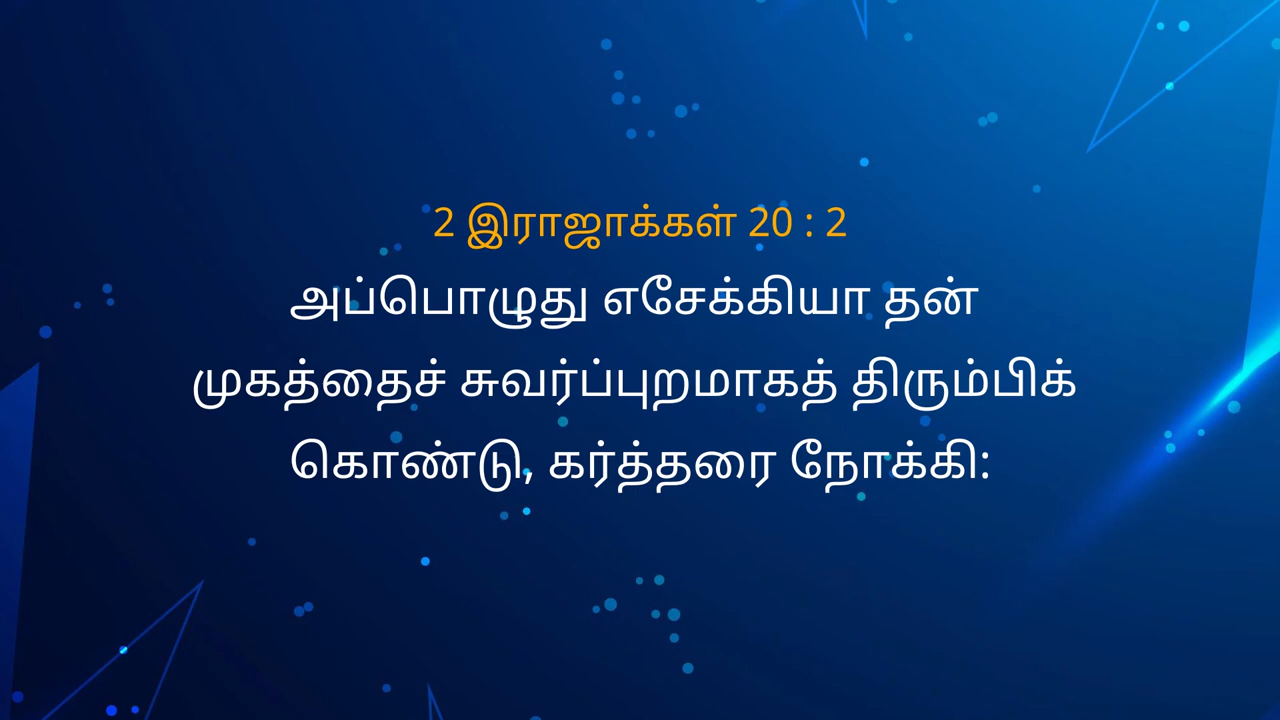 2 இராஜாக்கள் 20 : 2
அப்பொழுது எசேக்கியா தன்
முகத்தைச் சுவர்ப்புறமாகத் திரும்பிக்
கொண்டு, கர்த்தரை நோக்கி: